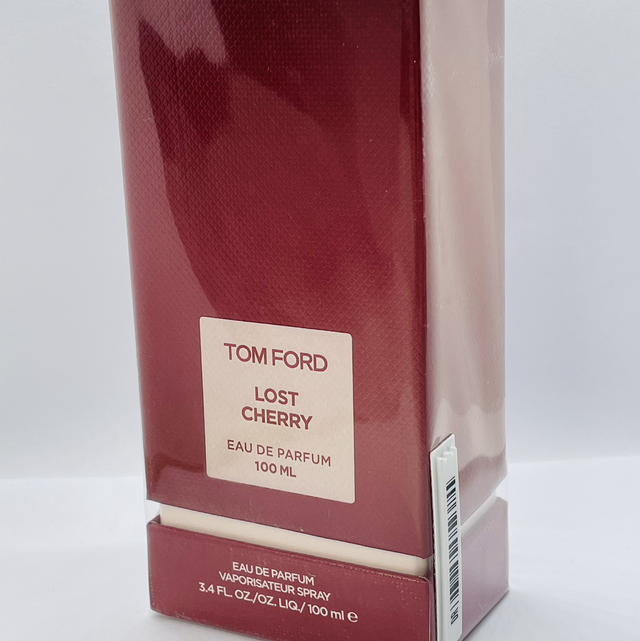 TOM FORD
LOST
CHERRY
EAU DE PARFUM
100 ML
EAU DE PARFUM
VAPORISATEUR SPRAY
3.4 FL. OZ./OZ. LIQ./ 100 ml e